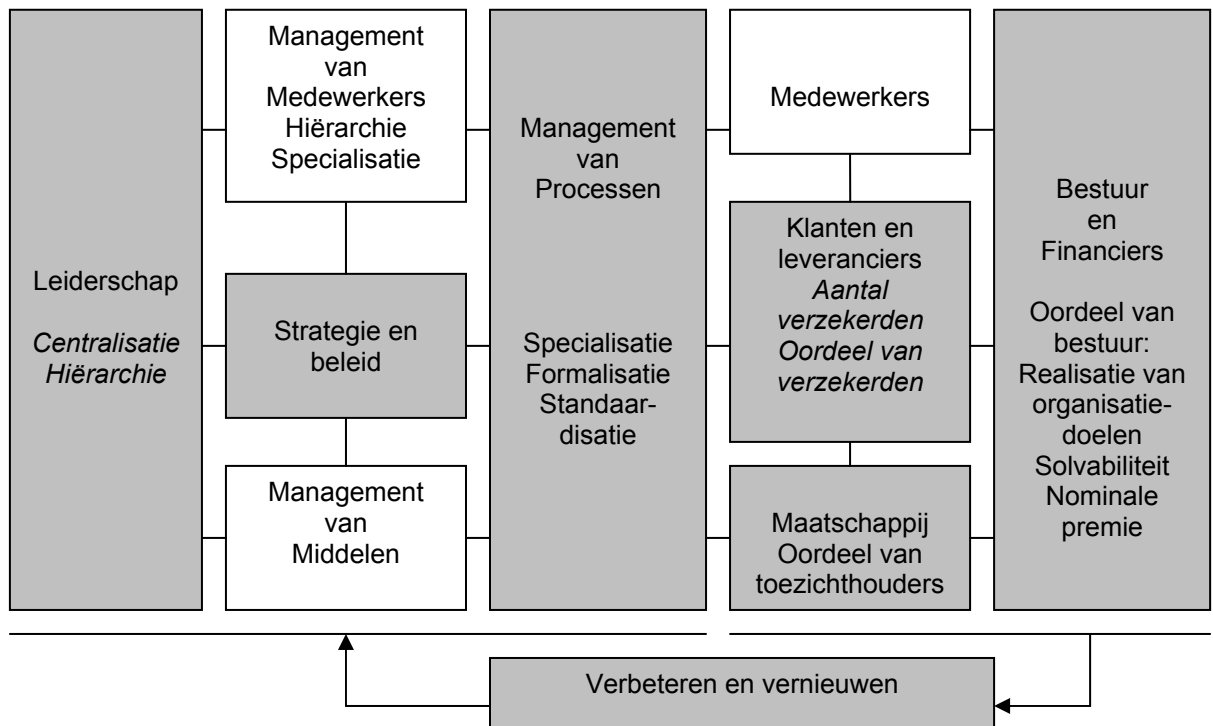 Leiderschap
Centralisatie
Hiërarchie
Management
van
Medewerkers
Hiërarchie
Specialisatie
Strategie en
beleid
Management
van
Middelen
Management
van
Processen
Specialisatie
Formalisatie
Standaar-
disatie
Medewerkers
Klanten en
leveranciers
Aantal
verzekerden
Oordeel van
verzekerden
Maatschappij
Oordeel van
toezichthouders
Bestuur
en
Financiers
Oordeel van
bestuur:
Realisatie van
organisatie-
doelen
Solvabiliteit
Nominale
premie
Verbeteren en vernieuwen